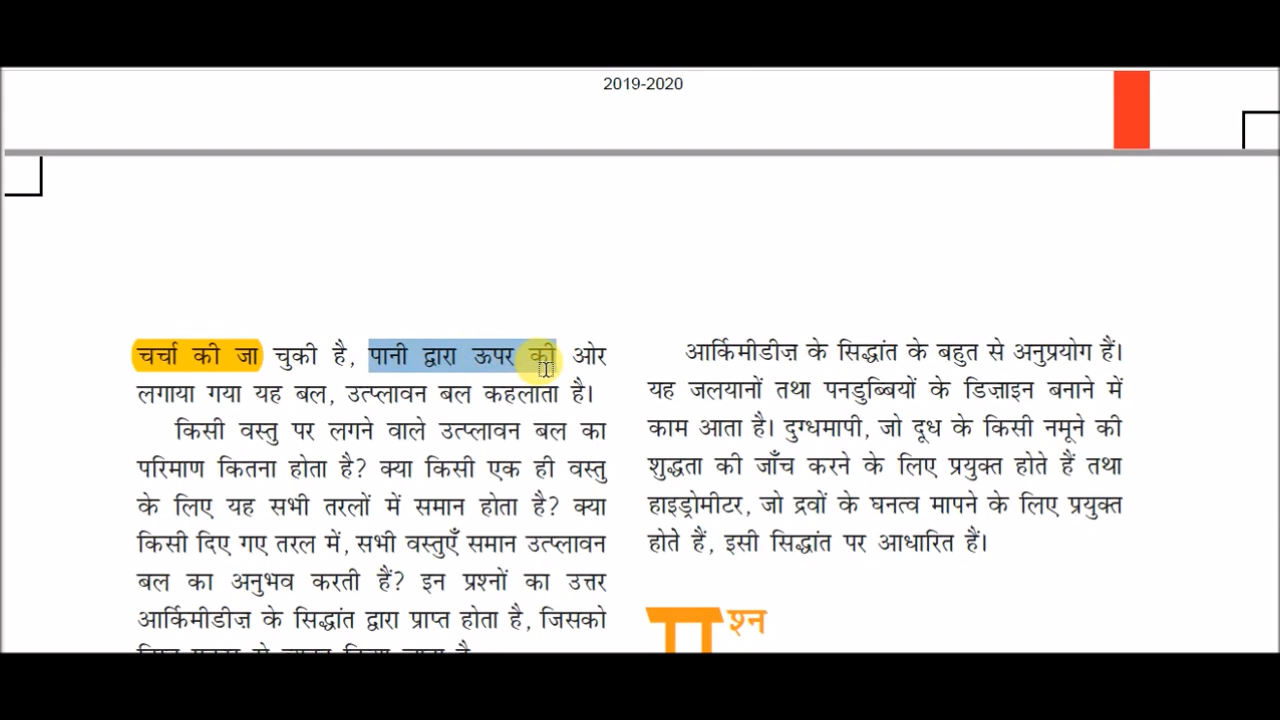 2019-2020
चर्चा की जा चुकी है, पानी द्वारा ऊपर की ओर
लगाया गया यह बल, उत्प्लावन बल कहलाता है।
किसी वस्तु पर लगने वाले उत्प्लावन बल का
परिमाण कितना होता है? क्या किसी एक ही वस्तु
के लिए यह सभी तरलों में समान होता है? क्या
किसी दिए गए तरल में, सभी वस्तुएँ समान उत्प्लावन
बल का अनुभव करती हैं? इन प्रश्नों का उत्तर
आर्किमीडीज़ के सिद्धांत द्वारा प्राप्त होता है, जिसको
आर्किमीडीज़ के सिद्धांत के बहुत से अनुप्रयोग हैं।
यह जलयानों तथा पनडुब्बियों के डिज़ाइन बनाने में
काम आता है। दुग्धमापी, जो दूध के किसी नमूने की
शुद्धता की जाँच करने के लिए प्रयुक्त होते हैं तथा
हाइड्रोमीटर, जो द्रवों के घनत्व मापने के लिए प्रयुक्त
होते हैं, इसी सिद्धांत पर आधारित हैं।